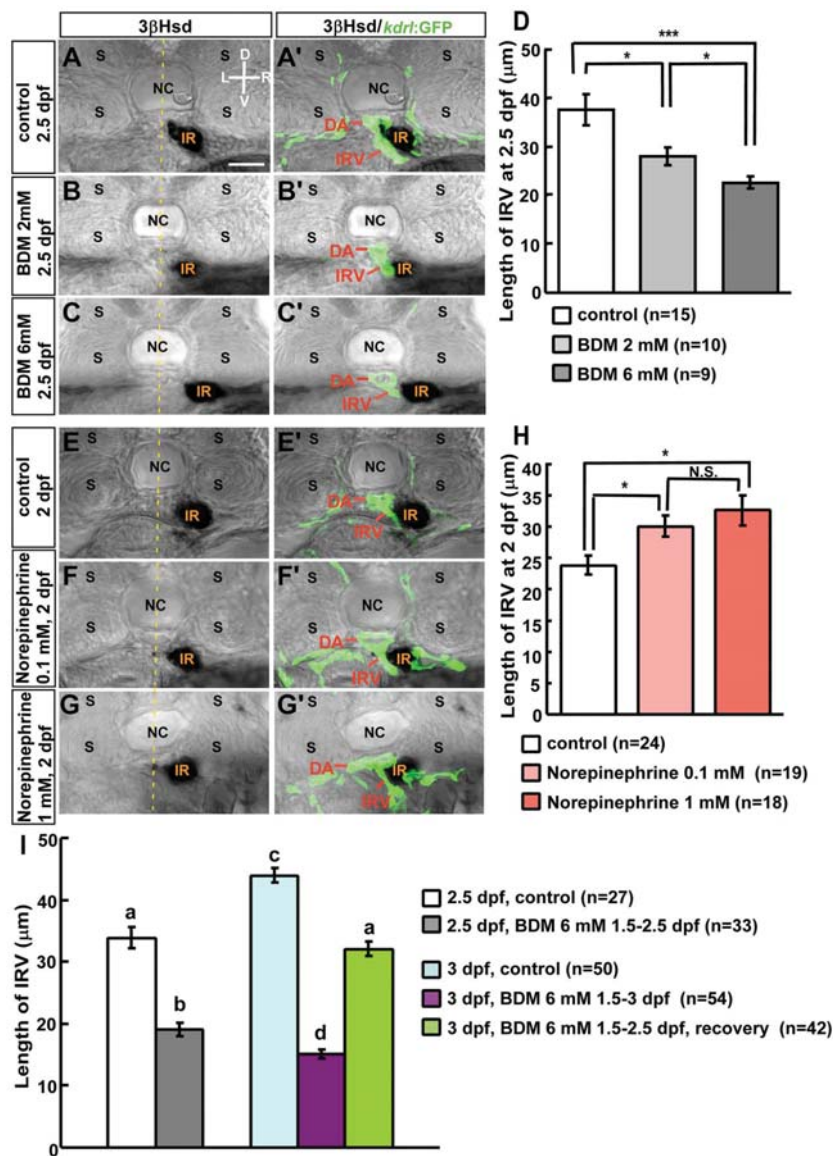 3βHsd
3βHsd/kdrl:GFP
control
2.5 dpf
A
S
S
D
L
R
V
NC
S
S
IR
A'
S
S
NC
S
S
DA
IR
IRV
BDM 2mM
2.5 dpf
B
NC
S
S
IR
B'
NC
S
S
DA
IR
IRV
BDM 6mM
2.5 dpf
C
S
S
NC
S
S
IR
C'
S
S
NC
S
S
DA
IR
IRV
D
Length of IRV at 2.5 dpf (µm)
50
40
30
20
10
0
***
*
*
control (n=15)
BDM 2 mM (n=10)
BDM 6 mM (n=9)
control
2 dpf
E
S
S
NC
S
S
IR
E'
S
S
NC
S
S
DA
IR
IRV
Norepinephrine
0.1 mM, 2 dpf
F
S
S
NC
S
S
IR
F'
S
S
NC
S
S
DA
IR
IRV
Norepinephrine
1 mM, 2 dpf
G
S
S
NC
S
S
IR
G'
S
S
NC
S
S
DA
IR
IRV
H
Length of IRV at 2 dpf (µm)
40
35
30
25
20
15
10
5
0
*
*
N.S.
control (n=24)
Norepinephrine 0.1 mM (n=19)
Norepinephrine 1 mM (n=18)
I
Length of IRV (µm)
50
40
30
20
10
0
a
b
c
d
a
2.5 dpf, control (n=27)
2.5 dpf, BDM 6 mM 1.5-2.5 dpf (n=33)
3 dpf, control (n=50)
3 dpf, BDM 6 mM 1.5-3 dpf (n=54)
3 dpf, BDM 6 mM 1.5-2.5 dpf, recovery (n=42)